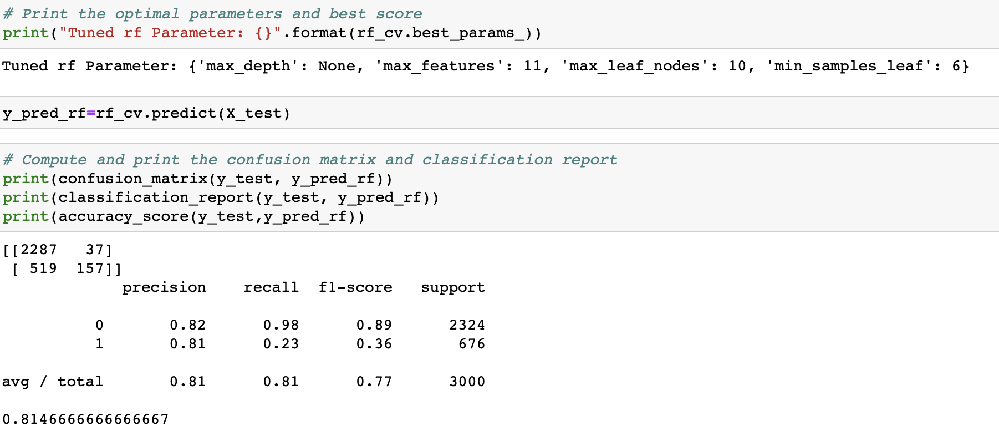 # Print the optimal parameters and best score
print("Tuned rf Parameter: {}".format(rf_cv.best_params_))
Tuned rf Parameter: {'max_depth': None, 'max_features': 11, 'max_leaf_nodes': 10, 'min_samples_leaf': 6}
y_pred_rf=rf_cv.predict(X_test)
# Compute and print the confusion matrix and classification report
print(confusion_matrix(y_test, y_pred_rf))
print(classification_report(y_test, y_pred_rf))
print(accuracy_score(y_test,y_pred_rf))
[[2287   37]
 [ 519  157]]
             precision    recall  f1-score   support
          0       0.82      0.98      0.89      2324
          1       0.81      0.23      0.36       676
avg / total       0.81      0.81      0.77      3000
0.8146666666666667